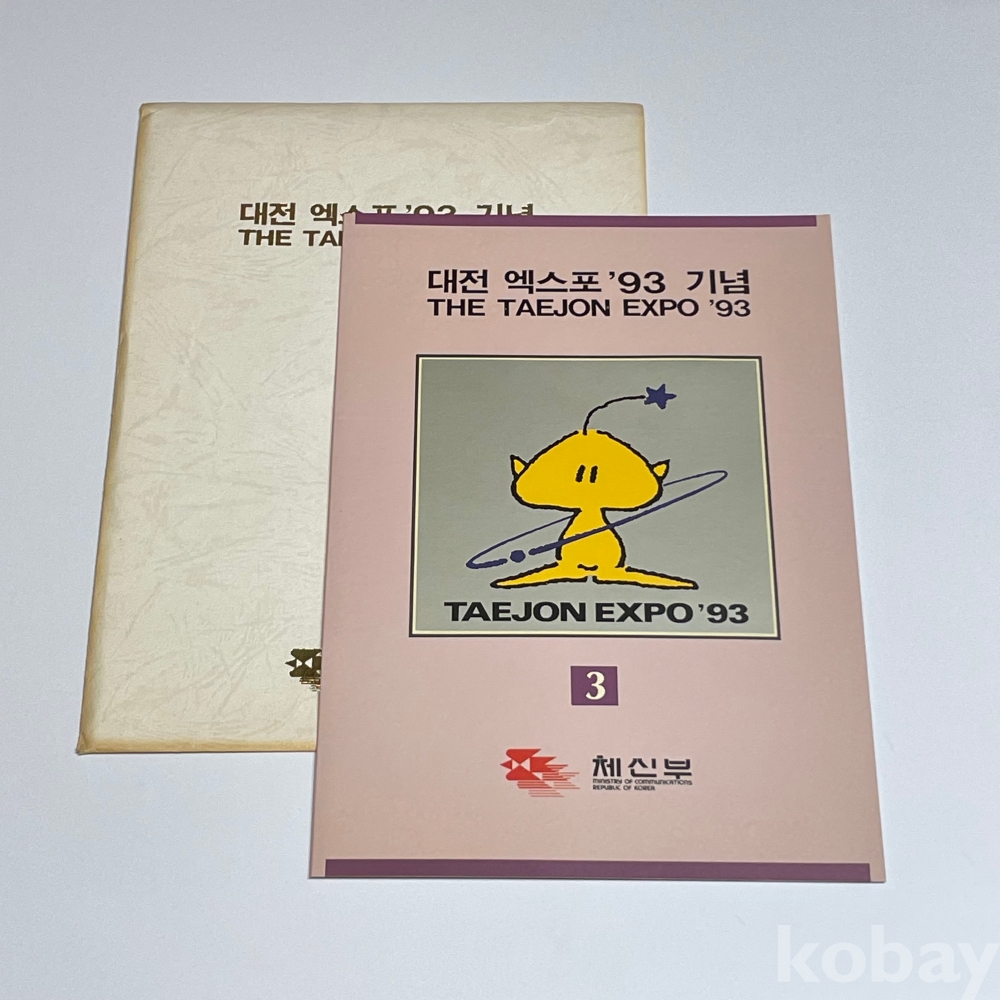 대전 엑스포 '93 기념
THE TAE
대전 엑스포 '93 기념
THE TAEJON EXPO '93
TAEJON EXPO '93
3
체신부
MINISTRY OF COMMUNICATIONS
REPUBLIC OF KOREA
kobay